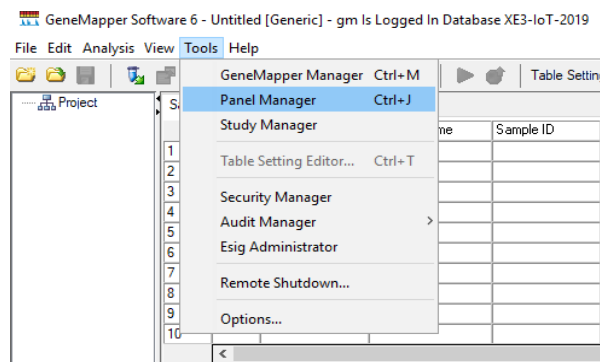 GeneMapper Software 6 - Untitled [Generic] - gm Is Logged In Database XE3-IoT-2019
File Edit Analysis View Tools Help
Table Settin
Project
Sa
GeneMapper Manager Ctrl+M
Panel Manager Ctrl+J
Study Manager
Table Setting Editor... Ctrl+T
Security Manager
Audit Manager
Esig Administrator
Remote Shutdown...
Options...
me Sample ID
1
2
3
4
5
6
7
8
9
10